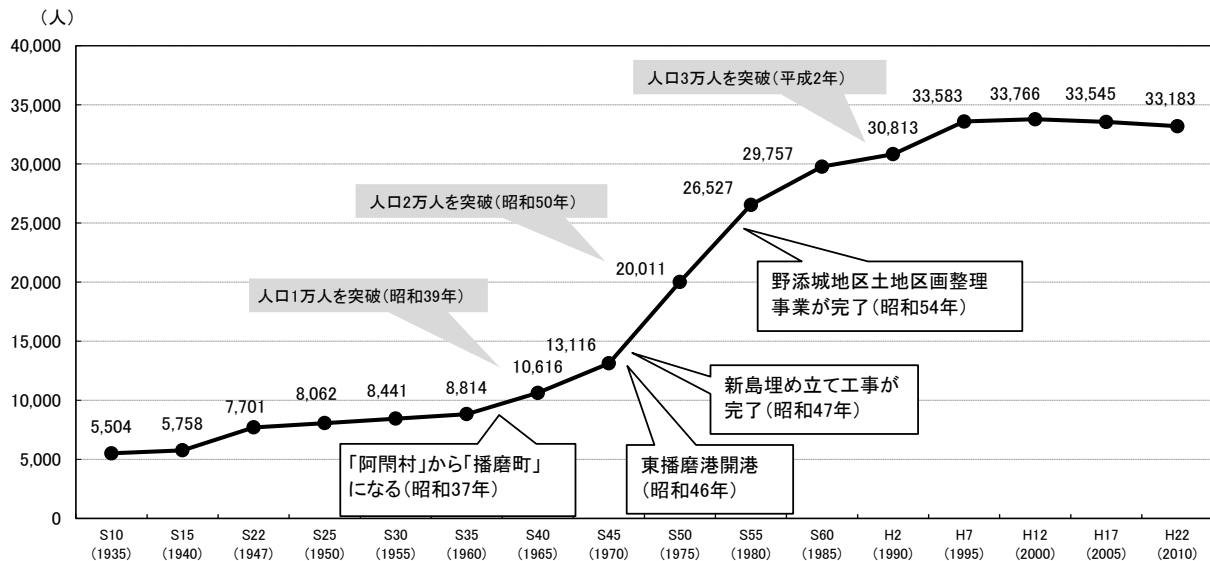 (人)
40,000
35,000
30,000
25,000
20,000
15,000
10,000
5,000
0
人口3万人を突破(平成2年)
人口2万人を突破(昭和50年)
人口1万人を突破(昭和39年)
5,504
5,758
7,701
8,062
8,441
8,814
10,616
13,116
20,011
26,527
29,757
30,813
33,583
33,766
33,545
33,183
「阿閇村」から「播磨町」
になる(昭和37年)
東播磨港開港
(昭和46年)
新島埋め立て工事が
完了(昭和47年)
野添城地区土地区画整理
事業が完了(昭和54年)
S10 S15 S22 S25 S30 S35 S40 S45 S50 S55 S60 H2 H7 H12 H17 H22
(1935) (1940) (1947) (1950) (1955) (1960) (1965) (1970) (1975) (1980) (1985) (1990) (1995) (2000) (2005) (2010)